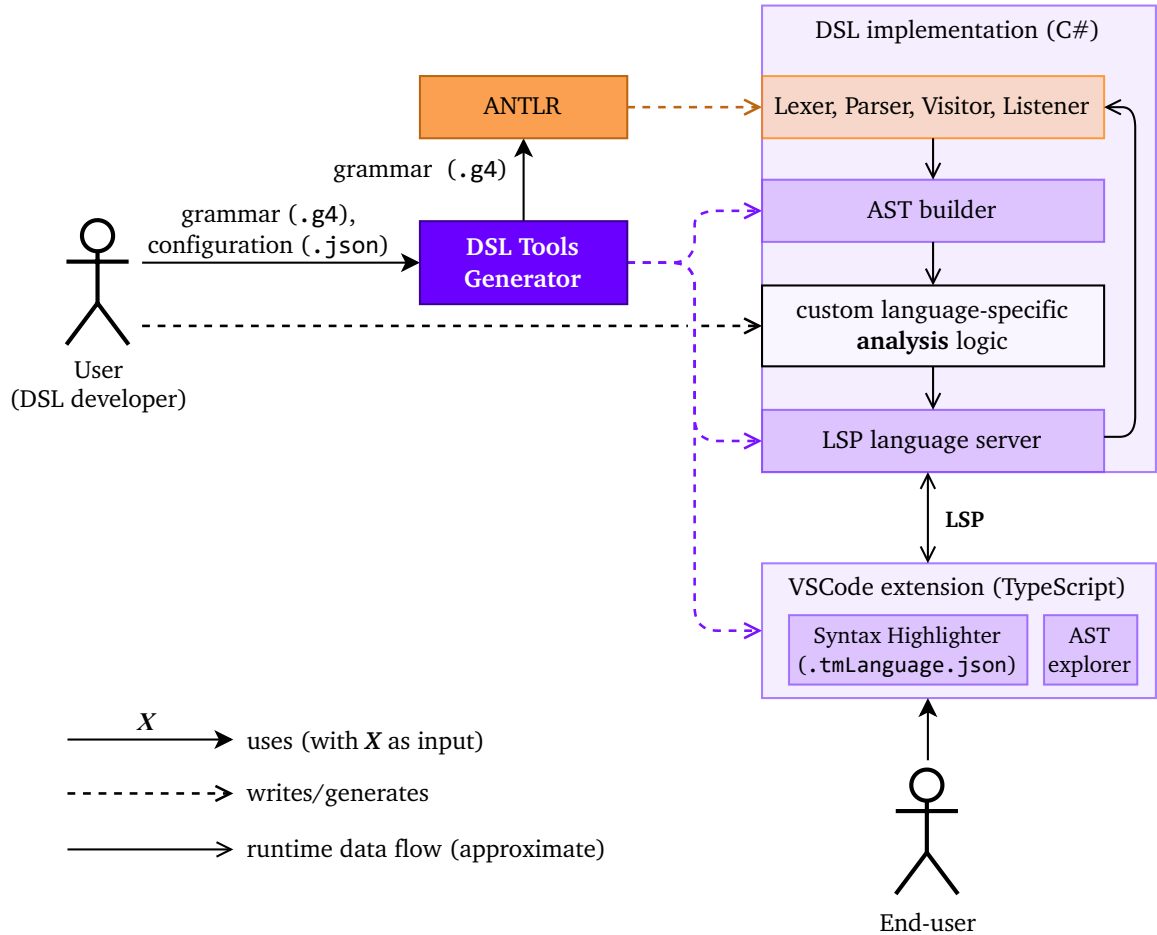 DSL implementation (C#)
ANTLR
Lexer, Parser, Visitor, Listener
grammar (.g4)
AST builder
grammar (.g4),
configuration (.json)
DSL Tools
Generator
custom language-specific
analysis logic
User
(DSL developer)
LSP language server
LSP
VSCode extension (TypeScript)
Syntax Highlighter
(.tmLanguage.json)
AST
explorer
X
uses (with X as input)
writes/generates
runtime data flow (approximate)
End-user